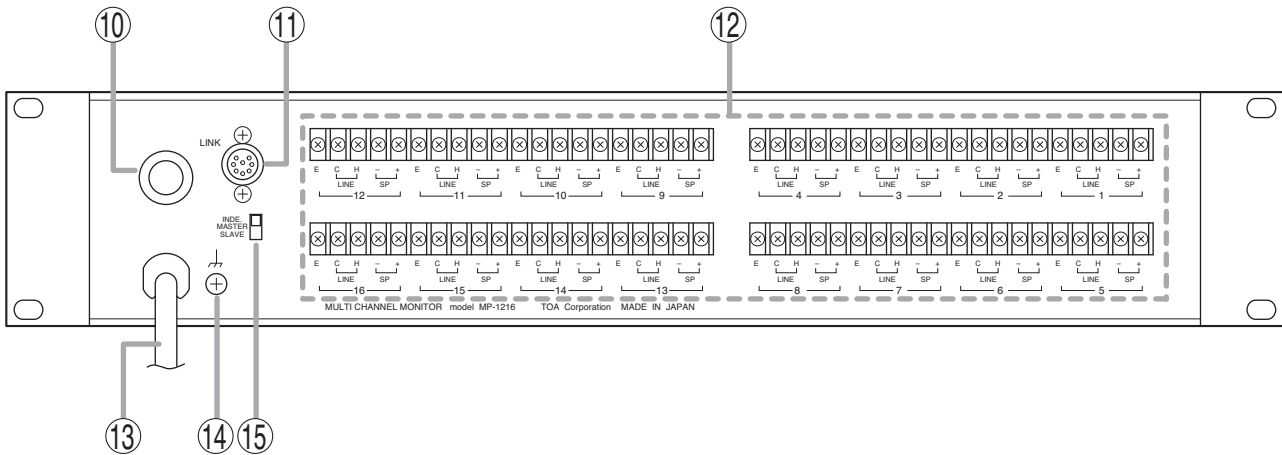 ⑩ ⑪ ⑫
LINK
E C H – + E C H – + E C H – + E C H – + E C H – + E C H – + E C H – + E C H – +
LINE SP LINE SP LINE SP LINE SP LINE SP LINE SP LINE SP LINE SP
12 11 10 9 4 3 2 1
INDE.
MASTER
SLAVE
E C H – + E C H – + E C H – + E C H – + E C H – + E C H – + E C H – + E C H – +
LINE SP LINE SP LINE SP LINE SP LINE SP LINE SP LINE SP LINE SP
16 15 14 13 8 7 6 5
MULTI CHANNEL MONITOR model MP-1216 TOA Corporation MADE IN JAPAN
⑬ ⑭ ⑮